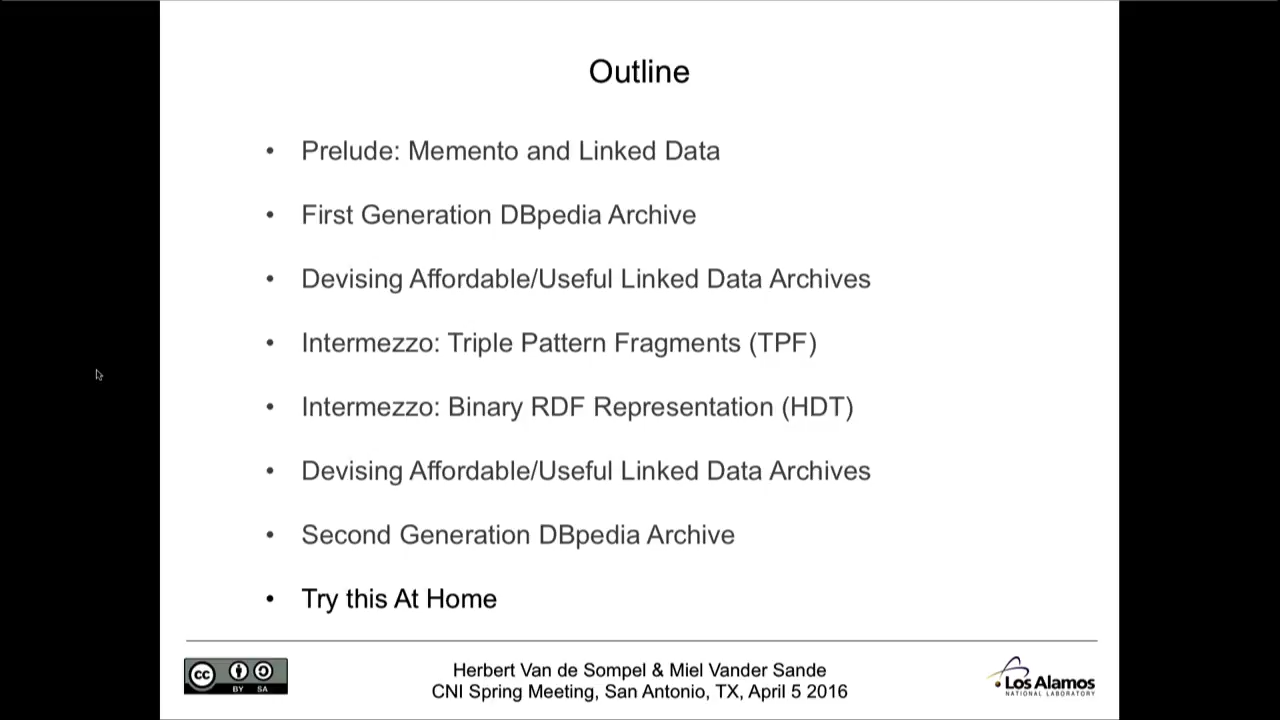 Outline
• Prelude: Memento and Linked Data
• First Generation DBpedia Archive
• Devising Affordable/Useful Linked Data Archives
• Intermezzo: Triple Pattern Fragments (TPF)
• Intermezzo: Binary RDF Representation (HDT)
• Devising Affordable/Useful Linked Data Archives
• Second Generation DBpedia Archive
• Try this At Home
cc
BY SA
Herbert Van de Sompel & Miel Vander Sande
CNI Spring Meeting, San Antonio, TX, April 5 2016
Los Alamos
NATIONAL LABORATORY